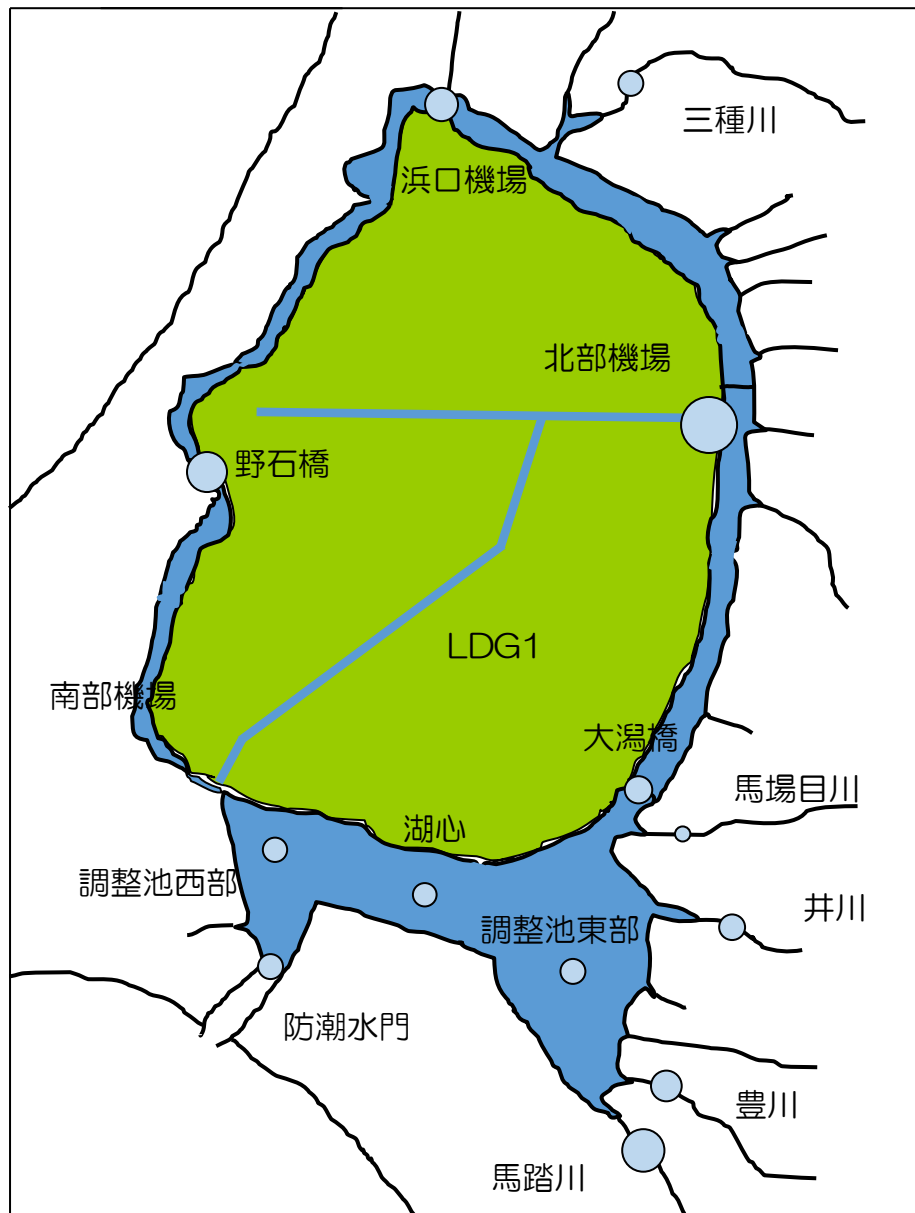 三種川
浜口機場
北部機場
野石橋
LDG1
南部機場
大潟橋
馬場目川
湖心
調整池西部
井川
調整池東部
防潮水門
豊川
馬踏川